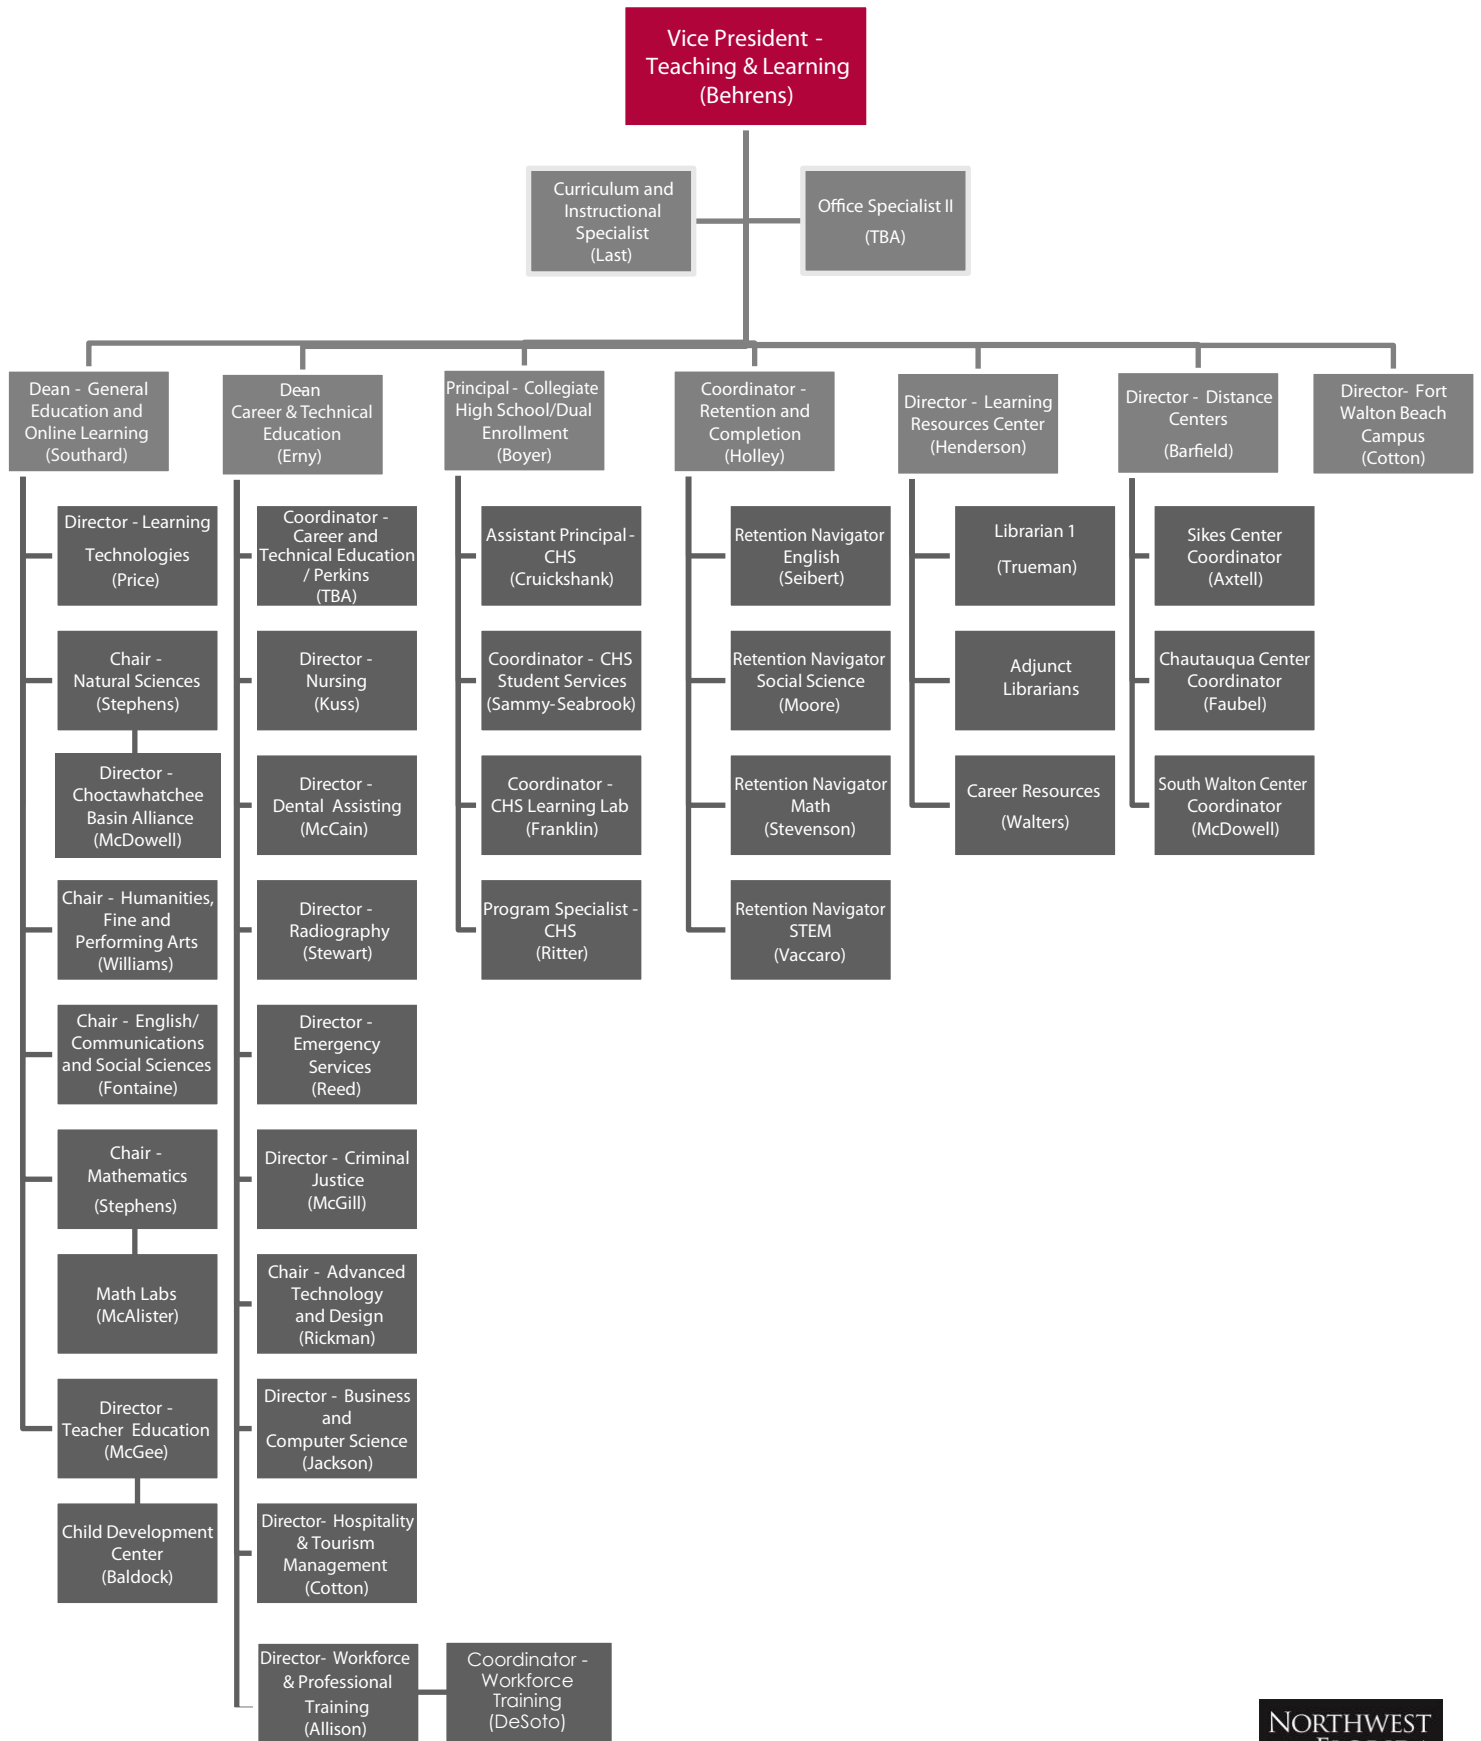 Vice President -
Teaching & Learning
(Behrens)
Curriculum and
Instructional
Specialist
(Last)
Office Specialist II
(TBA)
Dean - General
Education and
Online Learning
(Southard)
Dean
Career & Technical
Education
(Erny)
Principal - Collegiate
High School/Dual
Enrollment
(Boyer)
Coordinator -
Retention and
Completion
(Holley)
Director - Learning
Resources Center
(Henderson)
Director - Distance
Centers
(Barfield)
Director- Fort
Walton Beach
Campus
(Cotton)
Director - Learning
Technologies
(Price)
Chair -
Natural Sciences
(Stephens)
Director -
Choctawhatchee
Basin Alliance
(McDowell)
Chair - Humanities,
Fine and
Performing Arts
(Williams)
Chair - English/
Communications
and Social Sciences
(Fontaine)
Chair -
Mathematics
(Stephens)
Math Labs
(McAlister)
Director -
Teacher Education
(McGee)
Child Development
Center
(Baldock)
Coordinator -
Career and
Technical Education
/ Perkins
(TBA)
Director -
Nursing
(Kuss)
Director -
Dental Assisting
(McCain)
Director -
Radiography
(Stewart)
Director -
Emergency
Services
(Reed)
Director - Criminal
Justice
(McGill)
Chair - Advanced
Technology
and Design
(Rickman)
Director - Business
and
Computer Science
(Jackson)
Director- Hospitality
& Tourism
Management
(Cotton)
Director- Workforce
& Professional
Training
(Allison)
Coordinator -
Workforce
Training
(DeSoto)
Assistant Principal -
CHS
(Cruickshank)
Coordinator - CHS
Student Services
(Sammy-Seabrook)
Coordinator -
CHS Learning Lab
(Franklin)
Program Specialist -
CHS
(Ritter)
Retention Navigator
English
(Seibert)
Retention Navigator
Social Science
(Moore)
Retention Navigator
Math
(Stevenson)
Retention Navigator
STEM
(Vaccaro)
Librarian 1
(Trueman)
Adjunct
Librarians
Career Resources
(Walters)
Sikes Center
Coordinator
(Axtell)
Chautauqua Center
Coordinator
(Faubel)
South Walton Center
Coordinator
(McDowell)
NORTHWEST